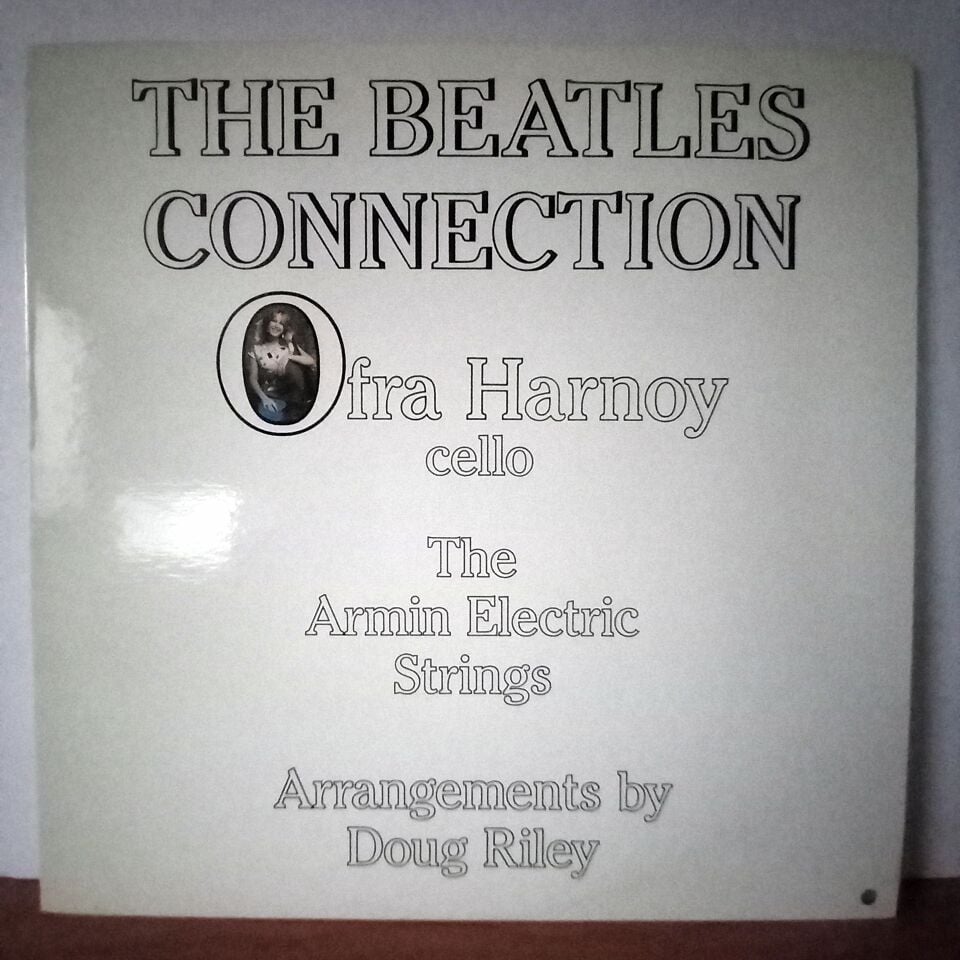 THE BEATLES
CONNECTION
Ofra Harnoy
cello
The
Armin Electric
Strings
Arrangements by
Doug Riley